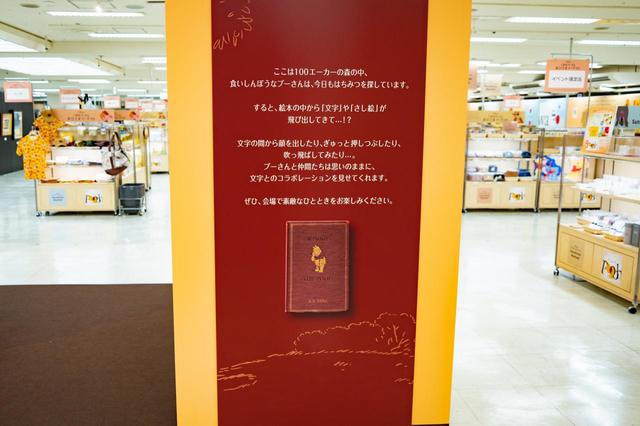 ここは100エーカーの森の中、
食いしんぼうなプーさんは、今日もはちみつを探しています。
すると、絵本の中から「文字」や「さし絵」が
飛び出してきて…!?
文字の間から顔を出したり、ぎゅっと押しつぶしたり、
吹っ飛ばしてみたり…。
プーさんと仲間たちは思いのままに、
文字とのコラボレーションを見せてくれます。
ぜひ、会場で素敵なひとときをお楽しみください。
イベント限定品
Pooh